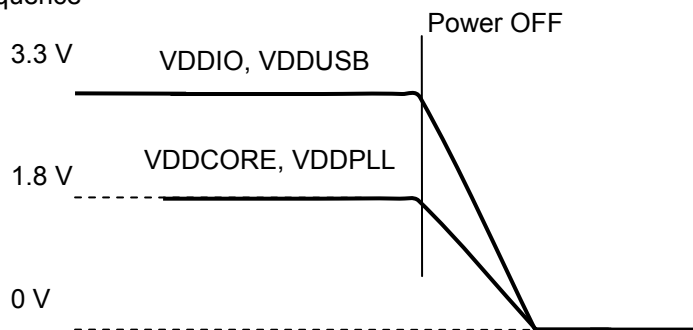 Power OFF
3.3 V
VDDIO, VDDUSB
VDDCORE, VDDPLL
1.8 V
0 V